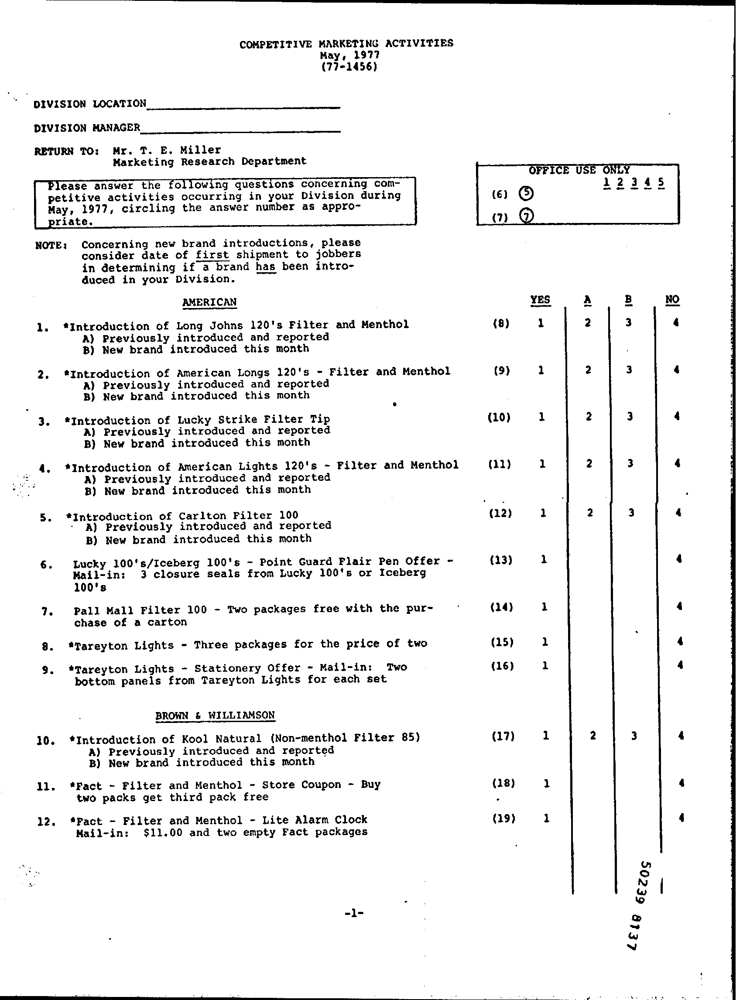 COMPETITIVE MARKETING ACTIVITIES
May, 1977
(77-1456)
DIVISION LOCATION
DIVISION MANAGER
RETURN TO: Mr. T. E. Miller
Marketing Research Department
Please answer the following questions concerning com-
petitive activities occurring in your Division during
May, 1977, circling the answer number as appro-
priate.
OFFICE USE ONLY
1 2 3 4 5
(6) 5
(7) 7
NOTE: Concerning new brand introductions, please
consider date of first shipment to jobbers
in determining if a brand has been intro-
duced in your Division.
AMERICAN YES A B NO
1. *Introduction of Long Johns 120's Filter and Menthol (8) 1 2 3 4
A) Previously introduced and reported
B) New brand introduced this month
2. *Introduction of American Longs 120's - Filter and Menthol (9) 1 2 3 4
A) Previously introduced and reported
B) New brand introduced this month
3. *Introduction of Lucky Strike Filter Tip (10) 1 2 3 4
A) Previously introduced and reported
B) New brand introduced this month
4. *Introduction of American Lights 120's - Filter and Menthol (11) 1 2 3 4
A) Previously introduced and reported
B) New brand introduced this month
5. *Introduction of Carlton Filter 100 (12) 1 2 3 4
A) Previously introduced and reported
B) New brand introduced this month
6. Lucky 100's/Iceberg 100's - Point Guard Flair Pen Offer - (13) 1 4
Mail-in: 3 closure seals from Lucky 100's or Iceberg
100's
7. Pall Mall Filter 100 - Two packages free with the pur- (14) 1 4
chase of a carton
8. *Tareyton Lights - Three packages for the price of two (15) 1 4
9. *Tareyton Lights - Stationery Offer - Mail-in: Two (16) 1 4
bottom panels from Tareyton Lights for each set
BROWN & WILLIAMSON
10. *Introduction of Kool Natural (Non-menthol Filter 85) (17) 1 2 3 4
A) Previously introduced and reported
B) New brand introduced this month
11. *Fact - Filter and Menthol - Store Coupon - Buy (18) 1 4
two packs get third pack free
12. *Fact - Filter and Menthol - Lite Alarm Clock (19) 1 4
Mail-in: $11.00 and two empty Fact packages
-1-
50239 8137